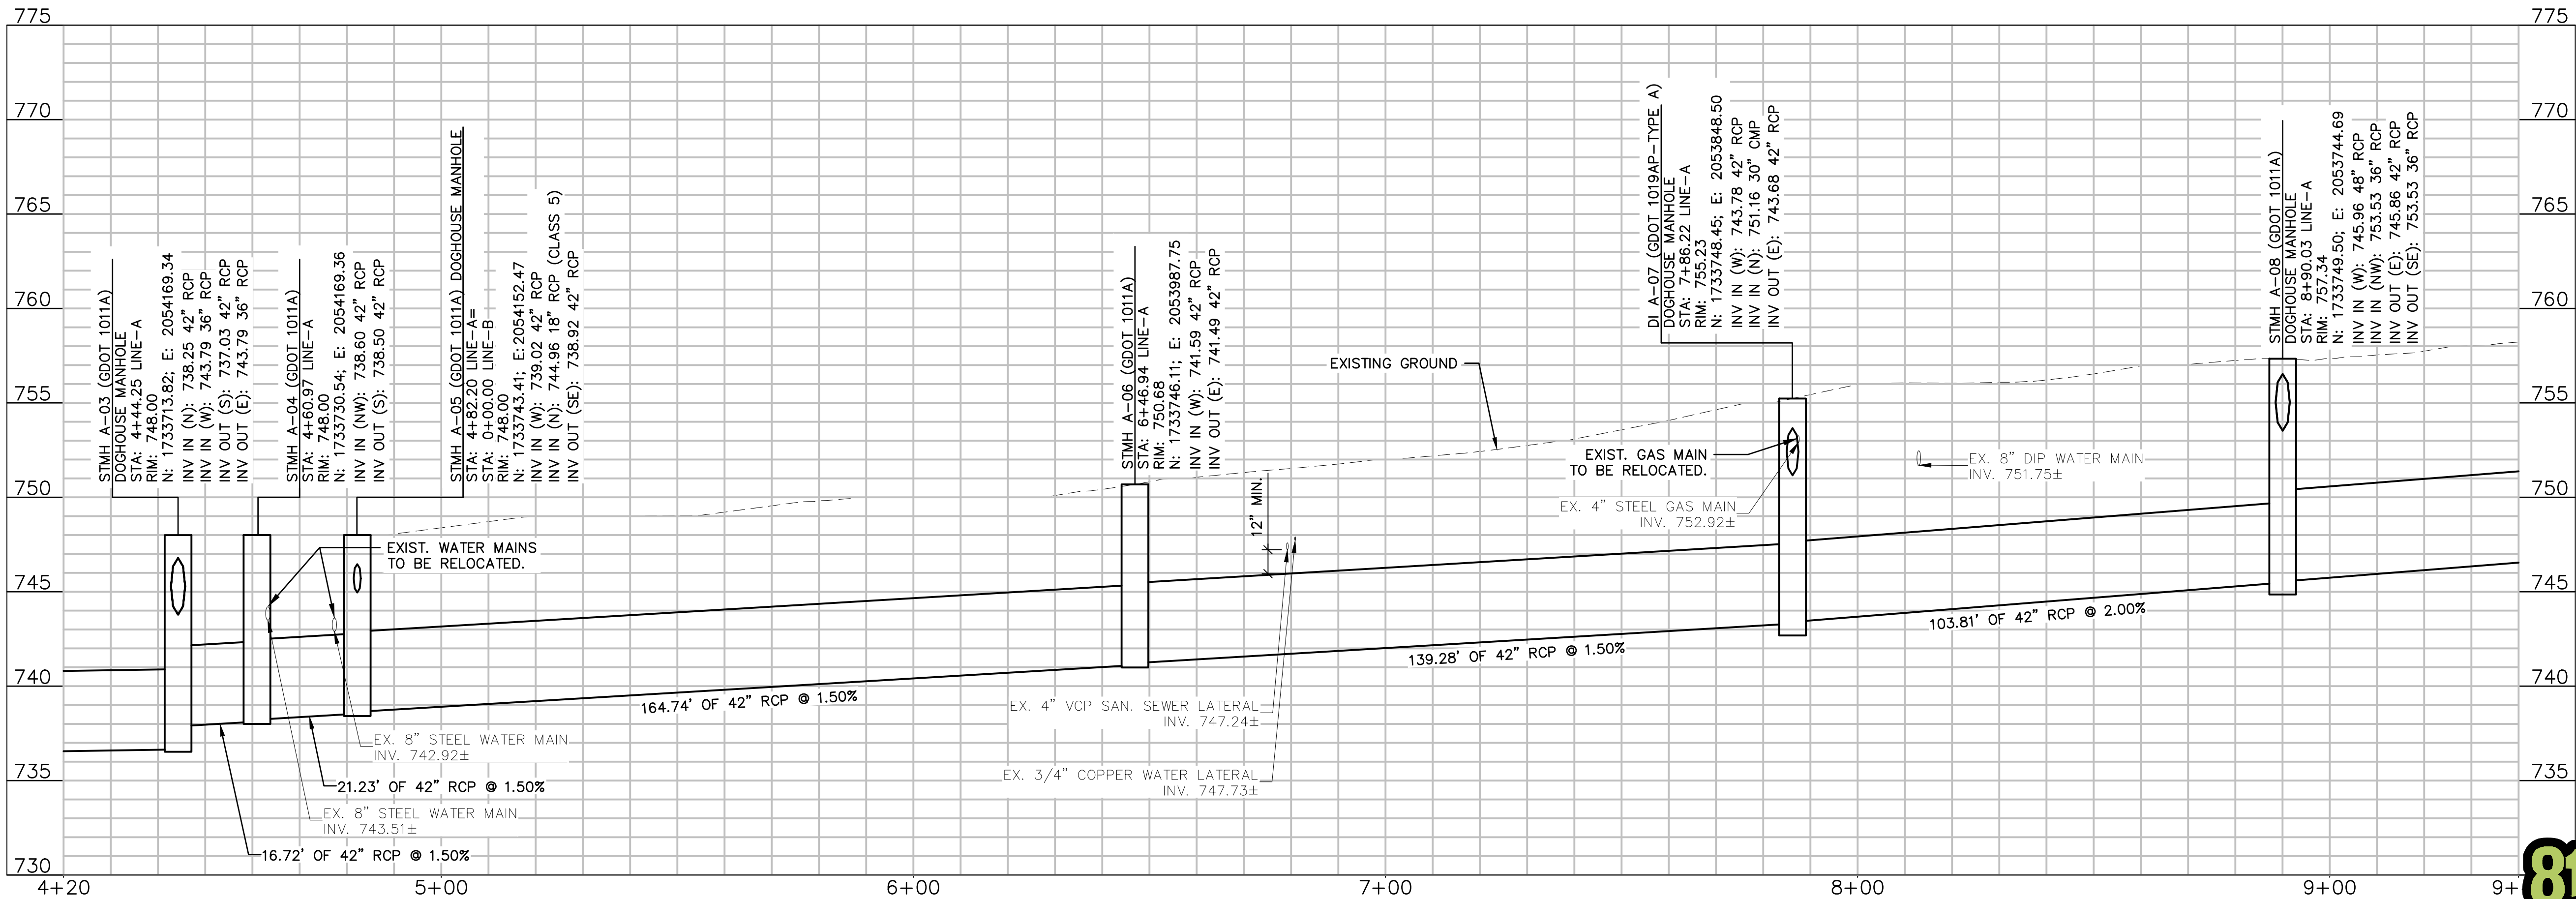 775
770
765
760
755
750
745
740
735
730
STMH A-03 (GDOT 1011A)
DOGHOUSE MANHOLE
STA: 4+44.25 LINE-A
RIM: 748.00
N: 1733713.82; E: 2054169.34
INV IN (N): 738.25 42" RCP
INV IN (W): 743.79 36" RCP
INV OUT (S): 737.03 42" RCP
INV OUT (E): 743.79 36" RCP
STMH A-04 (GDOT 1011A)
STA: 4+60.97 LINE-A
RIM: 748.00
N: 1733730.54; E: 2054169.36
INV IN (NW): 738.60 42" RCP
INV OUT (S): 738.50 42" RCP
STMH A-05 (GDOT 1011A) DOGHOUSE MANHOLE
STA: 4+82.20 LINE-A=
STA: 0+00.00 LINE-B
RIM: 748.00
N: 1733743.41; E:2054152.47
INV IN (W): 739.02 42" RCP
INV IN (N): 744.96 18" RCP (CLASS 5)
INV OUT (SE): 738.92 42" RCP
STMH A-06 (GDOT 1011A)
STA: 6+46.94 LINE-A
RIM: 750.68
N: 1733746.11; E: 2053987.75
INV IN (W): 741.59 42" RCP
INV OUT (E): 741.49 42" RCP
DI A-07 (GDOT 1019AP-TYPE A)
DOGHOUSE MANHOLE
STA: 7+86.22 LINE-A
RIM: 755.23
N: 1733748.45; E: 2053848.50
INV IN (W): 743.78 42" RCP
INV IN (N): 751.16 30" CMP
INV OUT (E): 743.68 42" RCP
STMH A-08 (GDOT 1011A)
DOGHOUSE MANHOLE
STA: 8+90.03 LINE-A
RIM: 757.34
N: 1733749.50; E: 2053744.69
INV IN (W): 745.96 48" RCP
INV IN (NW): 753.53 36" RCP
INV OUT (E): 745.86 42" RCP
INV OUT (SE): 753.53 36" RCP
EXISTING GROUND
EXIST. GAS MAIN
TO BE RELOCATED.
EX. 4" STEEL GAS MAIN
INV. 752.92±
EX. 8" DIP WATER MAIN
INV. 751.75±
12" MIN.
EXIST. WATER MAINS
TO BE RELOCATED.
103.81' OF 42" RCP @ 2.00%
139.28' OF 42" RCP @ 1.50%
164.74' OF 42" RCP @ 1.50%
EX. 4" VCP SAN. SEWER LATERAL
INV. 747.24±
EX. 8" STEEL WATER MAIN
INV. 742.92±
EX. 3/4" COPPER WATER LATERAL
INV. 747.73±
21.23' OF 42" RCP @ 1.50%
EX. 8" STEEL WATER MAIN
INV. 743.51±
16.72' OF 42" RCP @ 1.50%
775
770
765
760
755
750
745
740
735
4+20
5+00
6+00
7+00
8+00
9+00
9+
81